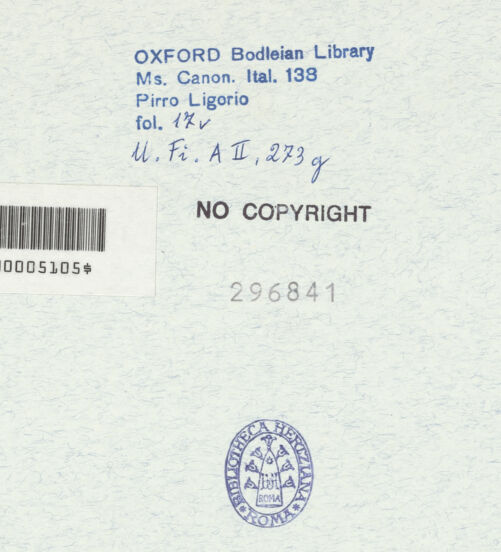 OXFORD Bodleian Library
Ms. Canon. Ital. 138
Pirro Ligorio
fol. 17v
U. Fi. A II, 273 g
NO COPYRIGHT
0005105$
296841
BIBLIOTHECA HERTZIANA
ROMA
* ROMA *